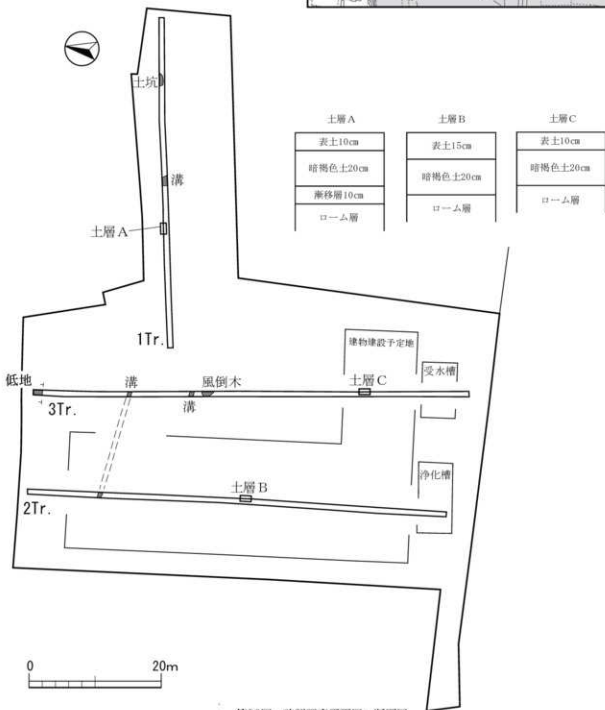 土坑
溝
土層A
1Tr.
土層A
表土10cm
暗褐色土20cm
漸移層10cm
ローム層
土層B
表土15cm
暗褐色土20cm
ローム層
土層C
表土10cm
暗褐色土20cm
ローム層
建物建設予定地
受水槽
低地
溝
風倒木
土層C
溝
3Tr.
浄化槽
土層B
2Tr.
0
20m